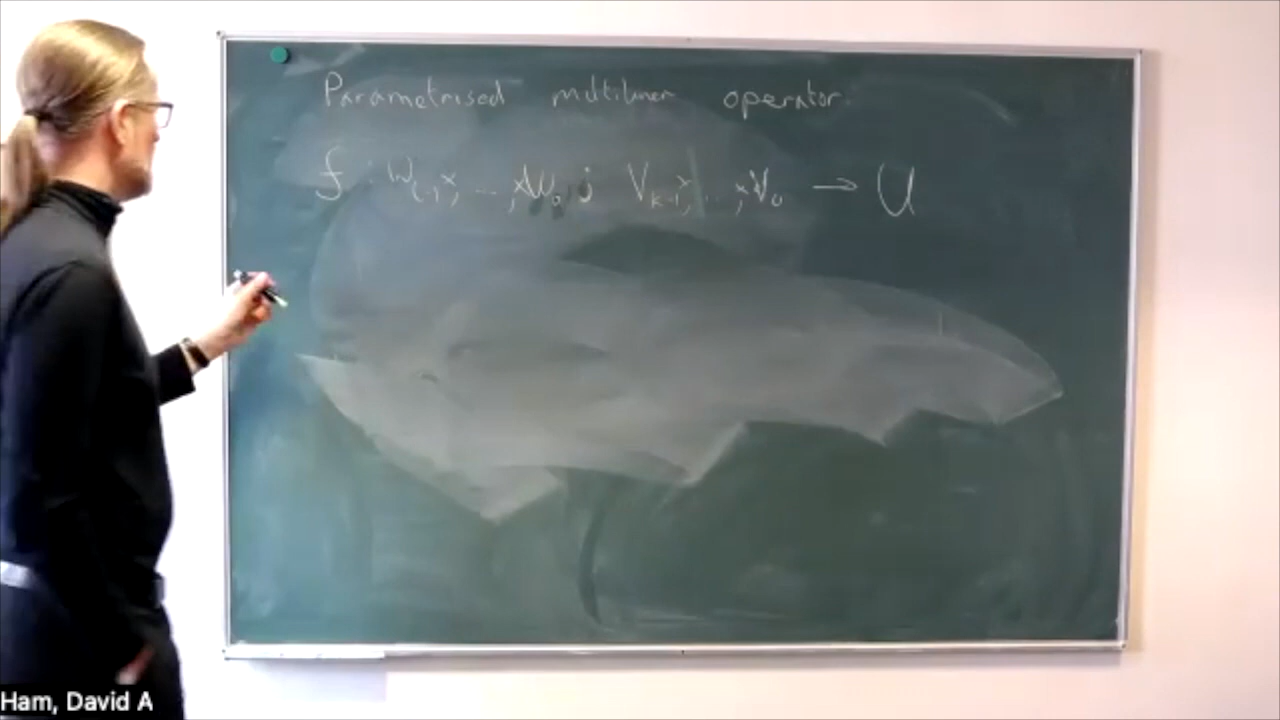 Parametrised multilinear operator
f : W_{l-1} × , ... , × W_0 ; V_{k-1} × , ... , × V_0 → U
Ham, David A